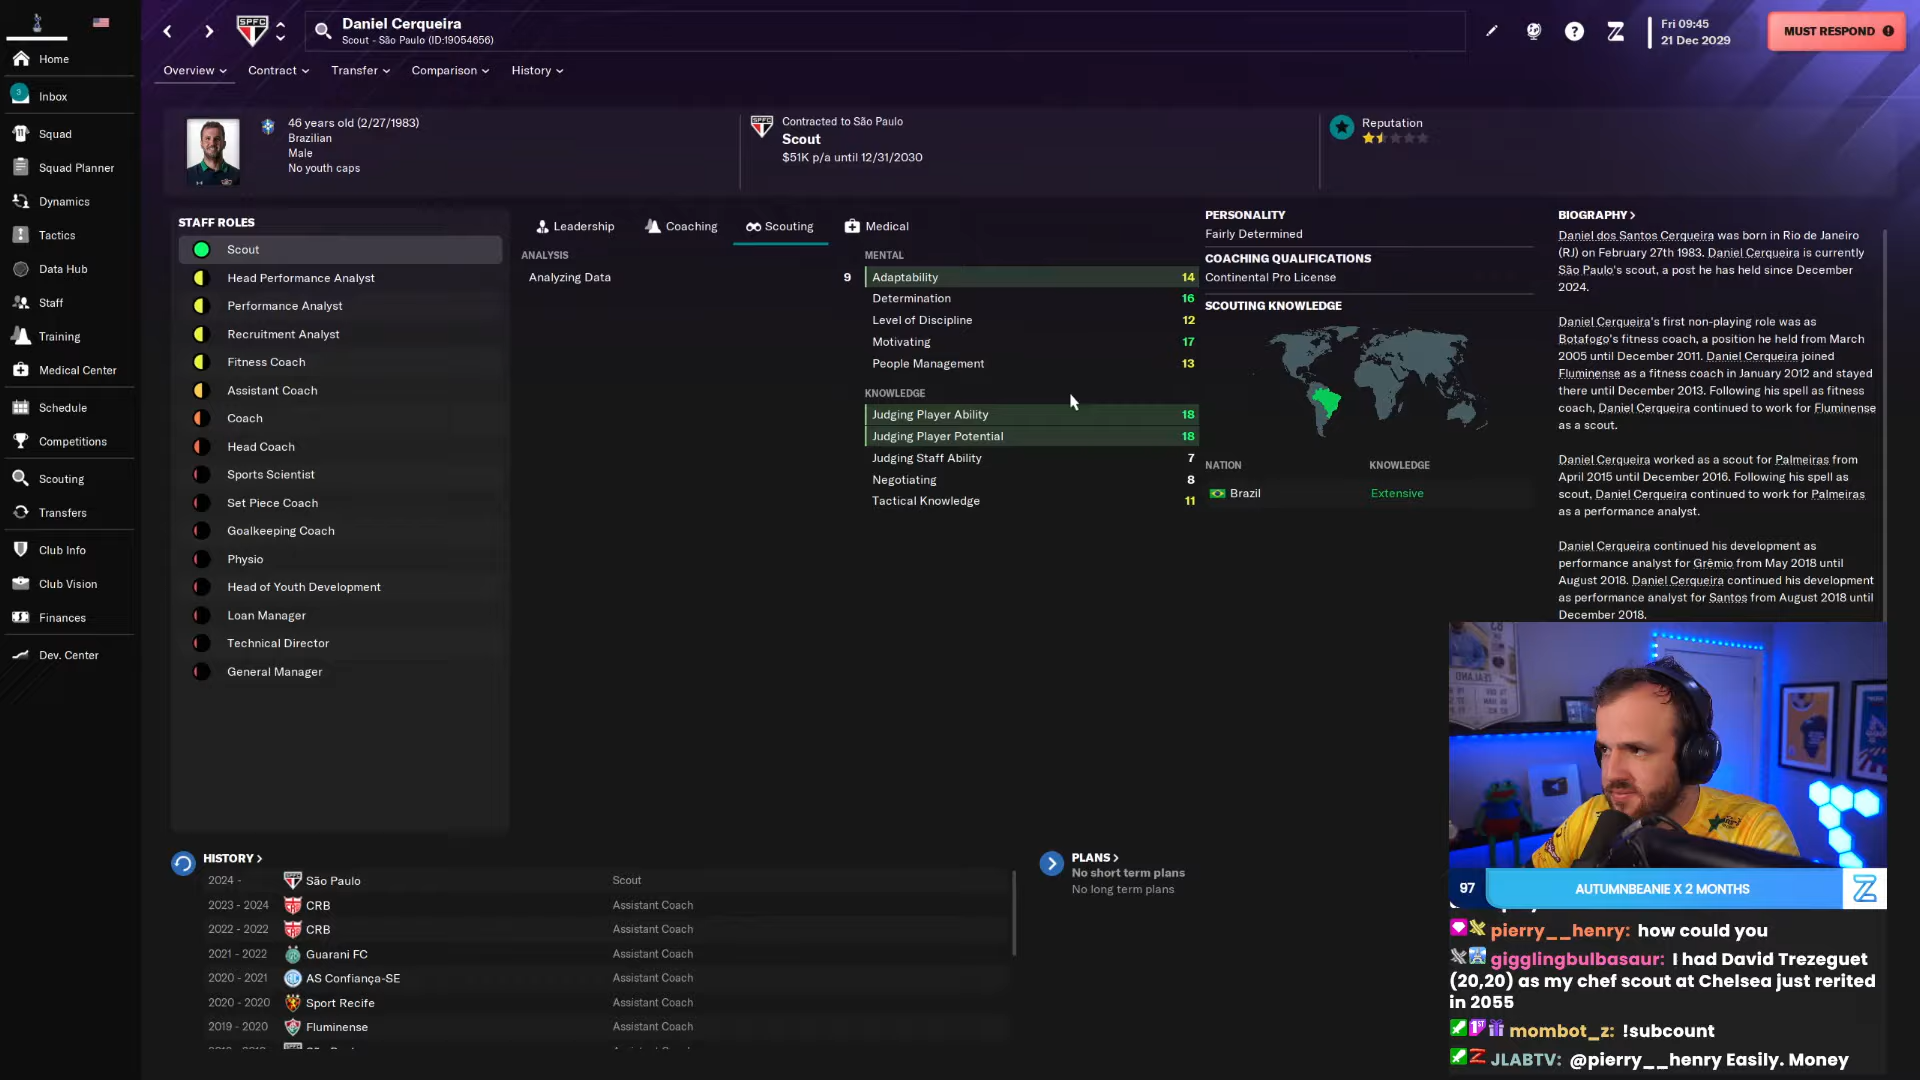 Daniel Cerqueira
Scout - São Paulo (ID:19054656)
Fri 09:45
21 Dec 2029
MUST RESPOND
Overview
Contract
Transfer
Comparison
History
Home
3
Inbox
Squad
Squad Planner
Dynamics
Tactics
Data Hub
Staff
Training
Medical Center
Schedule
Competitions
Scouting
Transfers
Club Info
Club Vision
Finances
Dev. Center
46 years old (2/27/1983)
Brazilian
Male
No youth caps
Contracted to São Paulo
Scout
$51K p/a until 12/31/2030
Reputation
STAFF ROLES
Scout
Head Performance Analyst
Performance Analyst
Recruitment Analyst
Fitness Coach
Assistant Coach
Coach
Head Coach
Sports Scientist
Set Piece Coach
Goalkeeping Coach
Physio
Head of Youth Development
Loan Manager
Technical Director
General Manager
Leadership
Coaching
Scouting
Medical
ANALYSIS
Analyzing Data 9
MENTAL
Adaptability 14
Determination 16
Level of Discipline 12
Motivating 17
People Management 13
KNOWLEDGE
Judging Player Ability 18
Judging Player Potential 18
Judging Staff Ability 7
Negotiating 8
Tactical Knowledge 11
PERSONALITY
Fairly Determined
COACHING QUALIFICATIONS
Continental Pro License
SCOUTING KNOWLEDGE
NATION KNOWLEDGE
Brazil Extensive
BIOGRAPHY >
Daniel dos Santos Cerqueira was born in Rio de Janeiro
(RJ) on February 27th 1983. Daniel Cerqueira is currently
São Paulo's scout, a post he has held since December
2024.
Daniel Cerqueira's first non-playing role was as
Botafogo's fitness coach, a position he held from March
2005 until December 2011. Daniel Cerqueira joined
Fluminense as a fitness coach in January 2012 and stayed
there until December 2013. Following his spell as fitness
coach, Daniel Cerqueira continued to work for Fluminense
as a scout.
Daniel Cerqueira worked as a scout for Palmeiras from
April 2015 until December 2016. Following his spell as
scout, Daniel Cerqueira continued to work for Palmeiras
as a performance analyst.
Daniel Cerqueira continued his development as
performance analyst for Grêmio from May 2018 until
August 2018. Daniel Cerqueira continued his development
as performance analyst for Santos from August 2018 until
December 2018.
HISTORY >
2024 - São Paulo Scout
2023 - 2024 CRB Assistant Coach
2022 - 2022 CRB Assistant Coach
2021 - 2022 Guarani FC Assistant Coach
2020 - 2021 AS Confiança-SE Assistant Coach
2020 - 2020 Sport Recife Assistant Coach
2019 - 2020 Fluminense Assistant Coach
PLANS >
No short term plans
No long term plans
97 AUTUMNBEANIE X 2 MONTHS
pierry__henry: how could you
gigglingbulbasaur: I had David Trezeguet
(20,20) as my chef scout at Chelsea just rerited
in 2055
mombot_z: !subcount
JLABTV: @pierry__henry Easily. Money